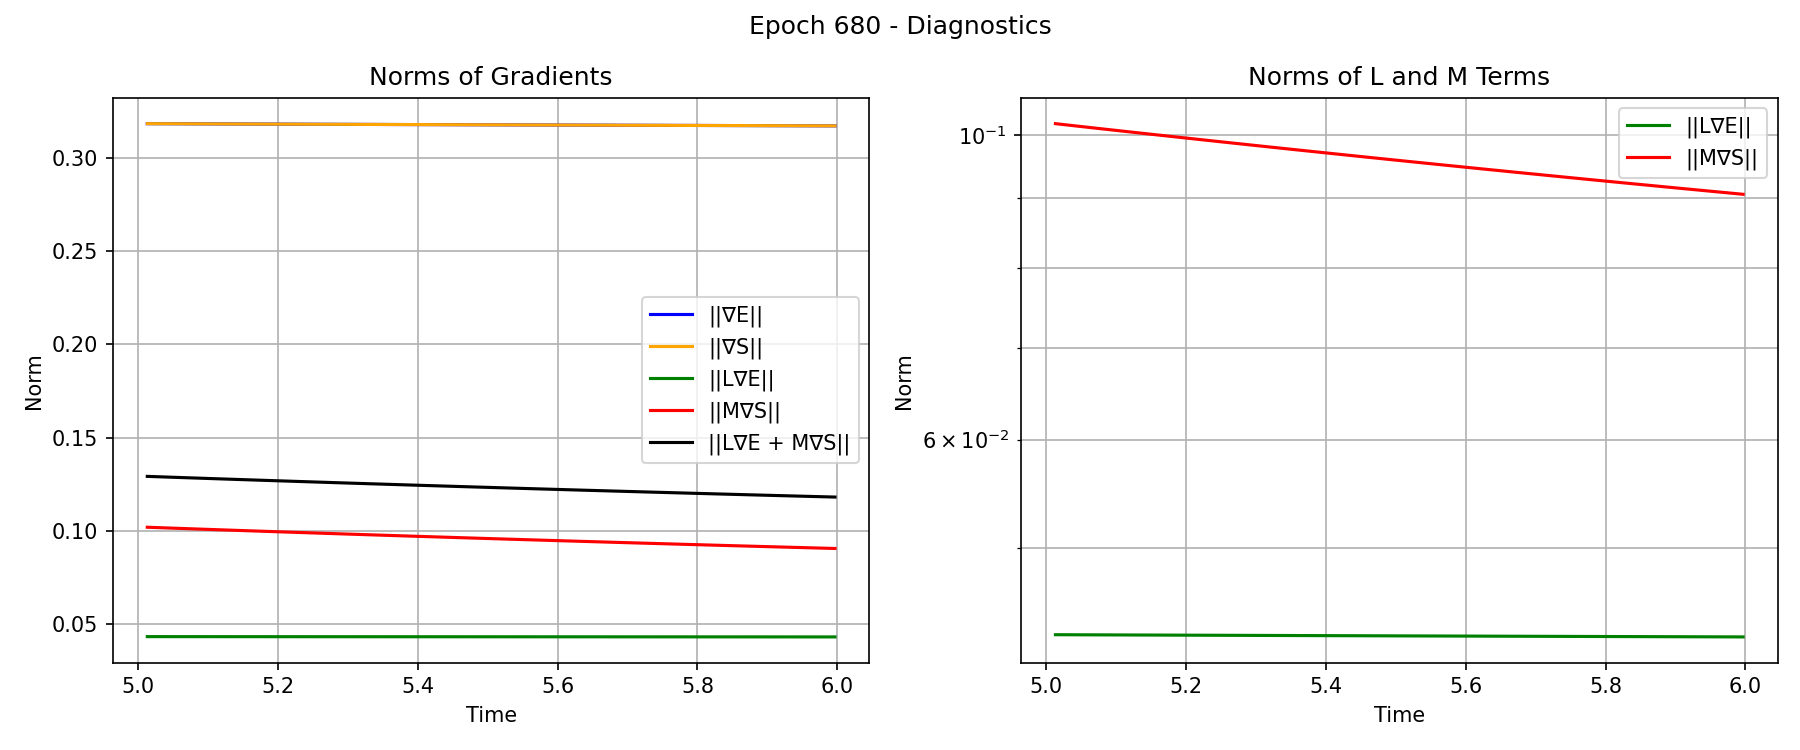 Epoch 680 - Diagnostics
Norms of Gradients
Norm
0.30
0.25
0.20
0.15
0.10
0.05
5.0 5.2 5.4 5.6 5.8 6.0
Time
||∇E||
||∇S||
||L∇E||
||M∇S||
||L∇E + M∇S||
Norms of L and M Terms
Norm
10⁻¹
6 × 10⁻²
5.0 5.2 5.4 5.6 5.8 6.0
Time
||L∇E||
||M∇S||